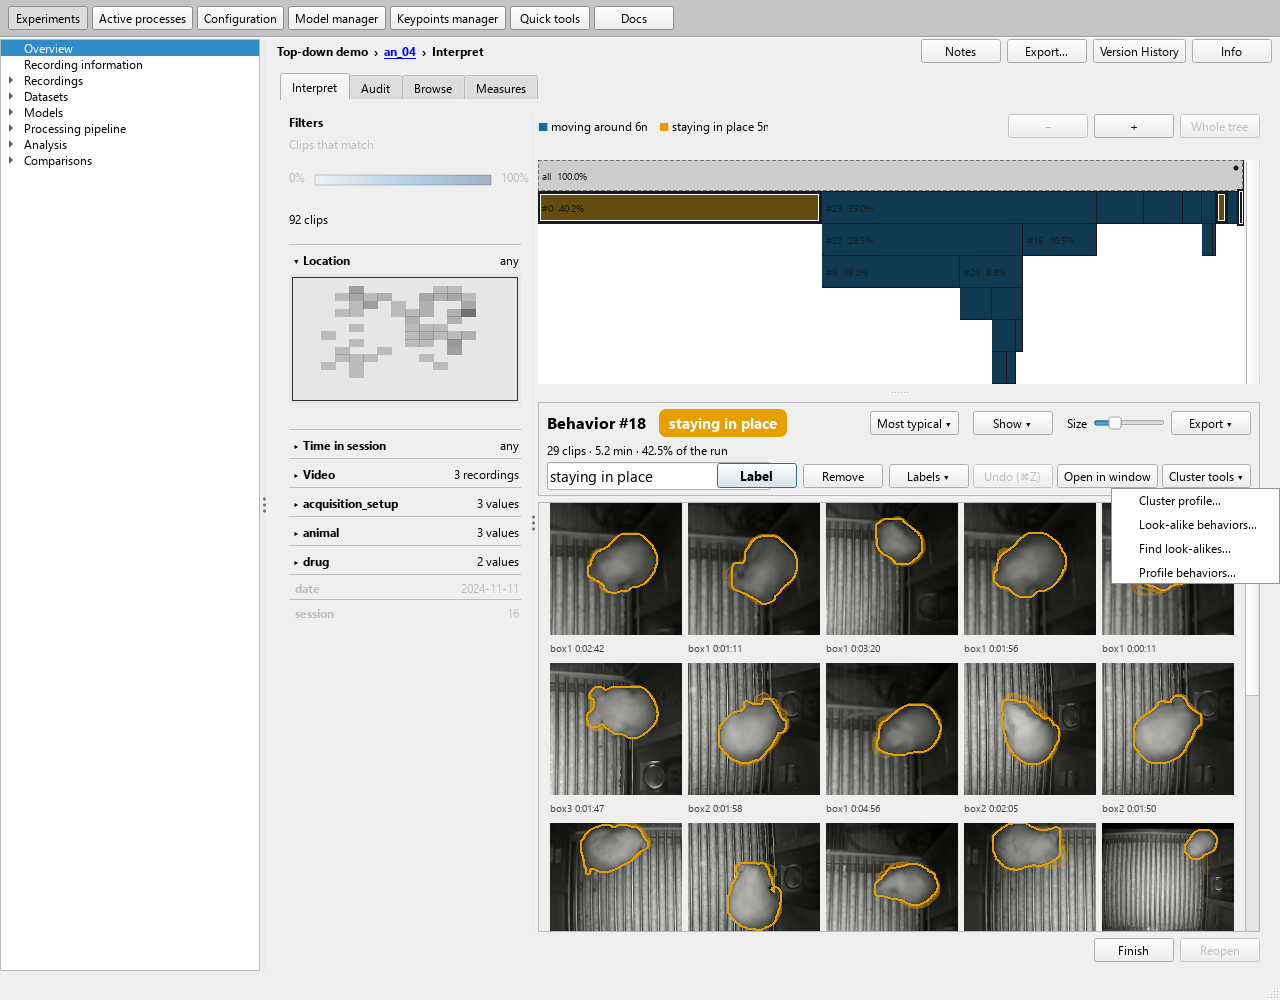 Experiments Active processes Configuration Model manager Keypoints manager Quick tools Docs
Overview
Recording information
Recordings
Datasets
Models
Processing pipeline
Analysis
Comparisons
Top-down demo › an_04 › Interpret
Notes Export... Version History Info
Interpret Audit Browse Measures
Filters
Clips that match
0% 100%
92 clips
▾ Location any
▸ Time in session any
▸ Video 3 recordings
▸ acquisition_setup 3 values
▸ animal 3 values
▸ drug 2 values
date 2024-11-11
session 16
moving around 6n staying in place 5n
− + Whole tree
all 100.0%
#0 40.2% #23 39.0%
#22 28.5% #15 10.5%
#9 19.6% #21 8.8%
Behavior #18 staying in place
Most typical ▾ Show ▾ Size Export ▾
29 clips · 5.2 min · 42.5% of the run
staying in place Label Remove Labels ▾ Undo (⌘Z) Open in window Cluster tools ▾
Cluster profile...
Look-alike behaviors...
Find look-alikes...
Profile behaviors...
box1 0:02:42 box1 0:01:11 box1 0:03:20 box1 0:01:56 box1 0:00:11
box3 0:01:47 box2 0:01:58 box1 0:04:56 box2 0:02:05 box2 0:01:50
Finish Reopen